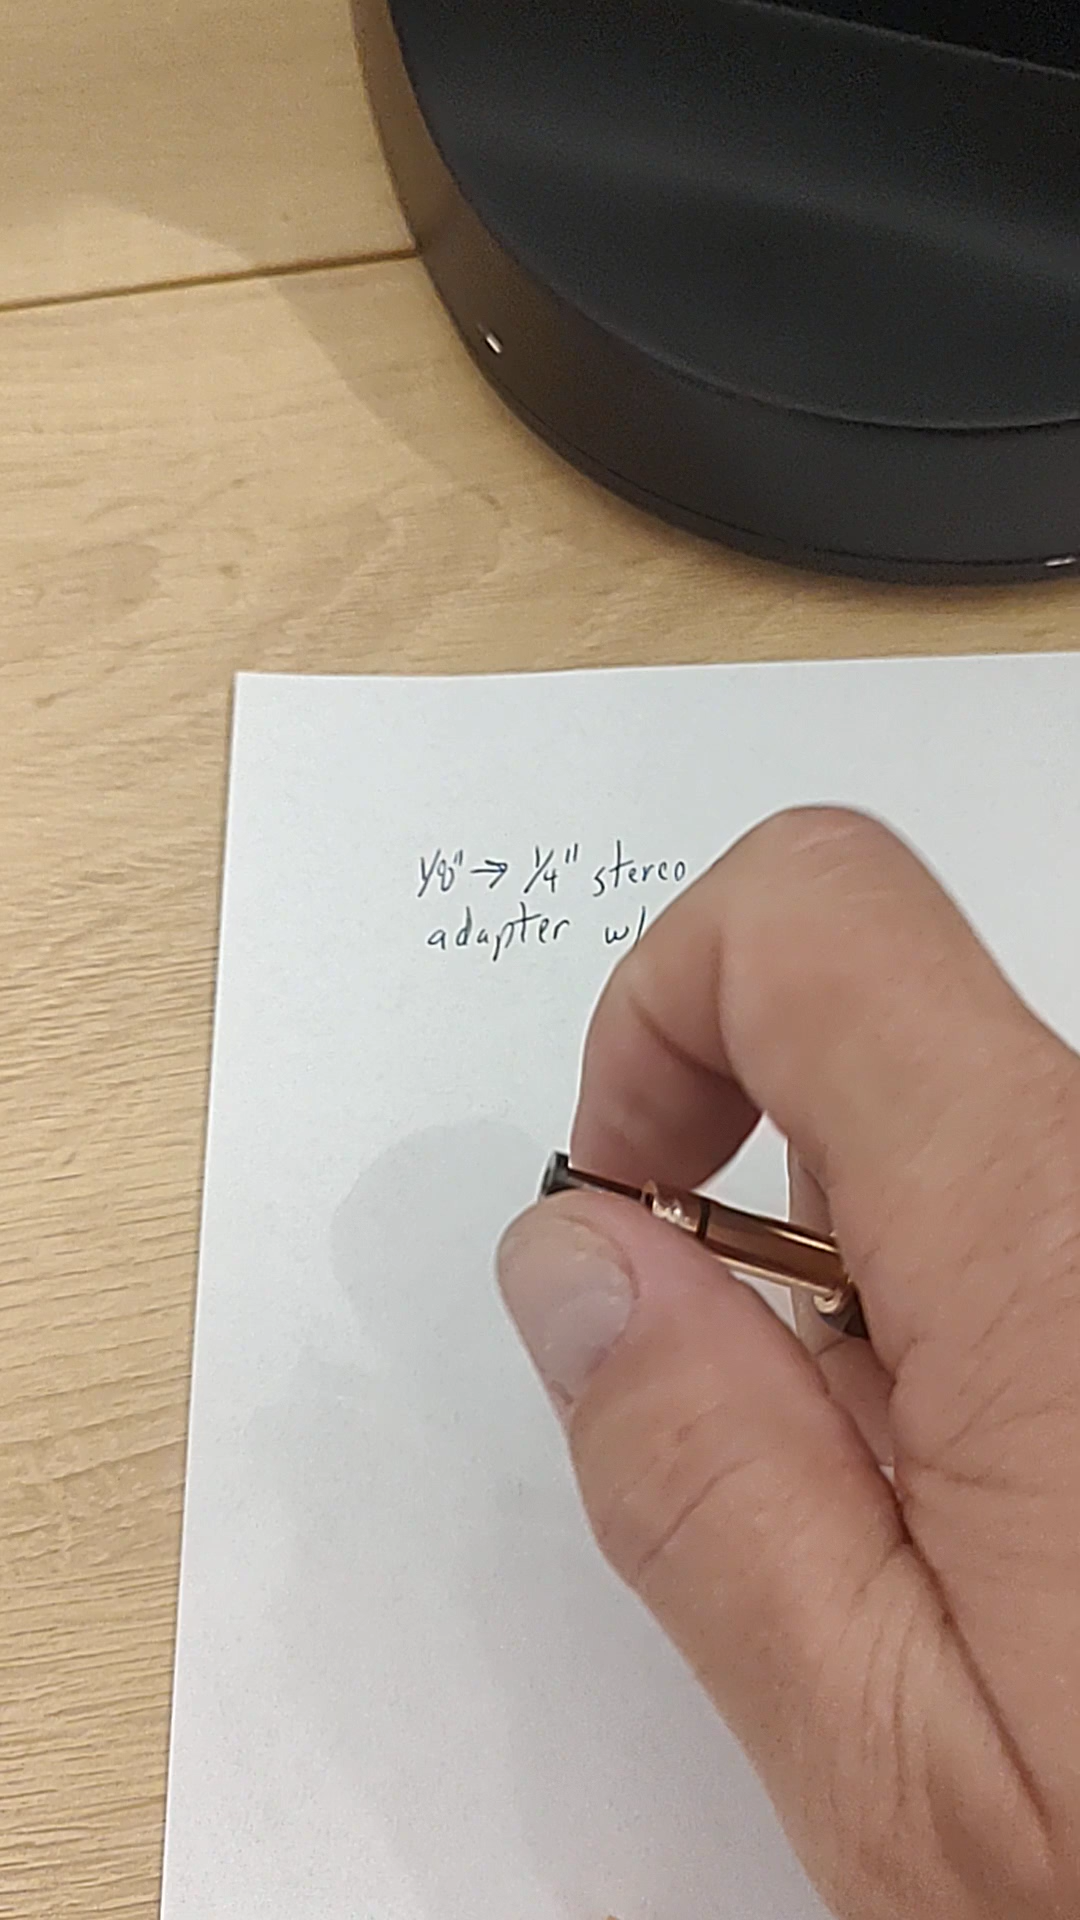 1/8" → 1/4" stereo
adapter w/